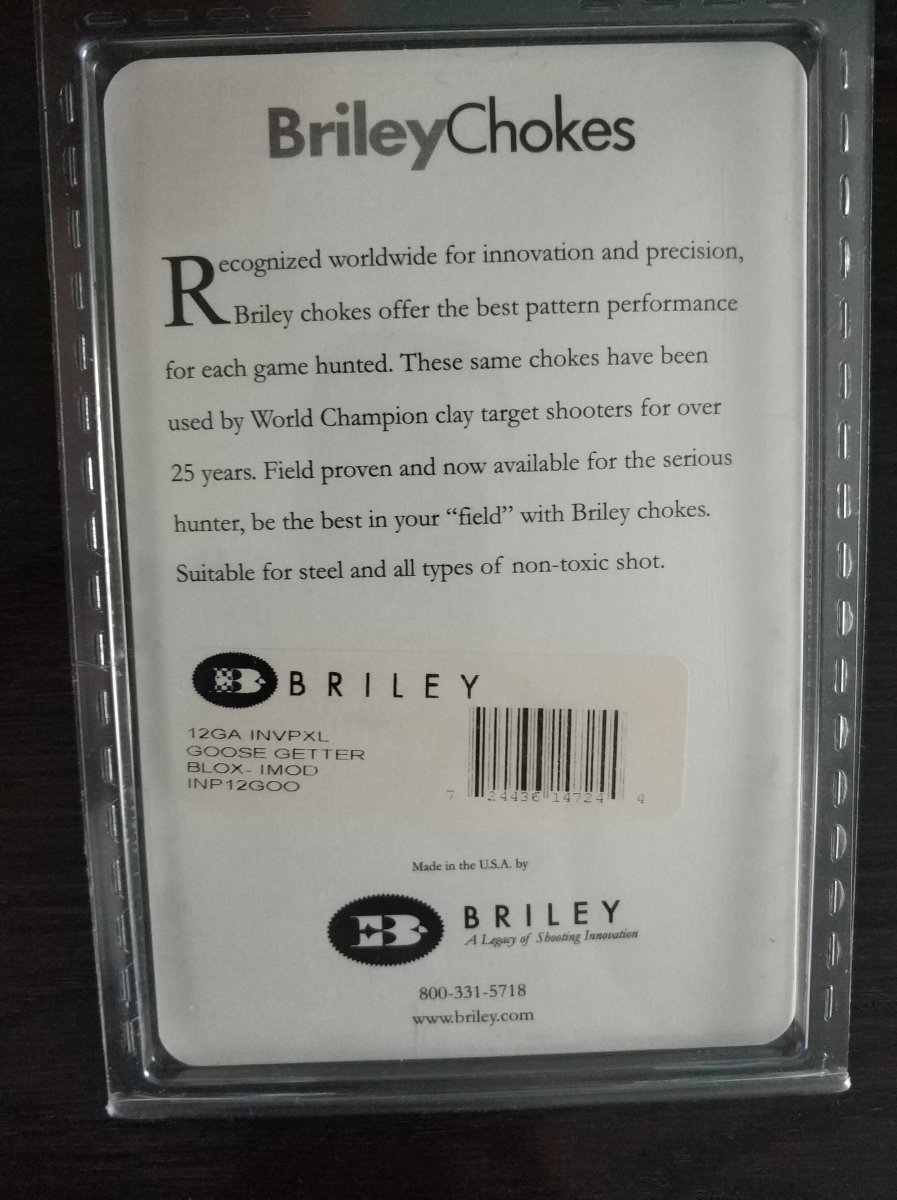 BrileyChokes
Recognized worldwide for innovation and precision,
Briley chokes offer the best pattern performance
for each game hunted. These same chokes have been
used by World Champion clay target shooters for over
25 years. Field proven and now available for the serious
hunter, be the best in your “field” with Briley chokes.
Suitable for steel and all types of non-toxic shot.
B BRILEY
12GA INVPXL
GOOSE GETTER
BLOX- IMOD
INP12GOO
7 24436 14724 4
Made in the U.S.A. by
B BRILEY
A Legacy of Shooting Innovation
800-331-5718
www.briley.com